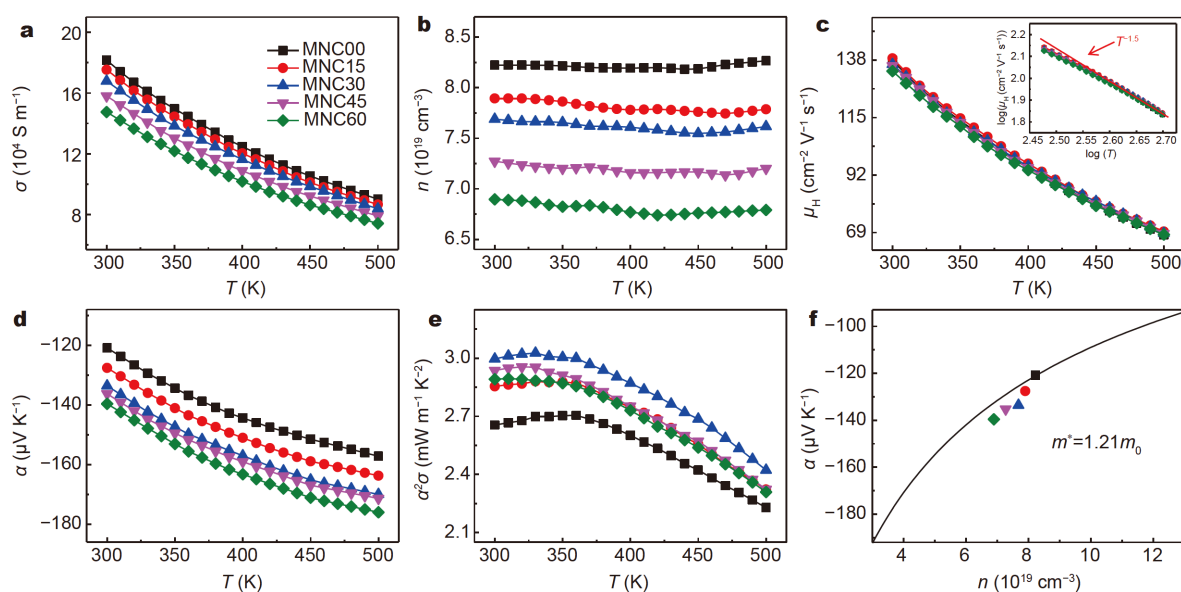 a
20
16
12
8
σ (10⁴ S m⁻¹)
MNC00
MNC15
MNC30
MNC45
MNC60
300
350
400
450
500
T (K)
b
8.5
8.0
7.5
7.0
6.5
n (10¹⁹ cm⁻³)
300
350
400
450
500
T (K)
c
138
115
92
69
μH (cm⁻² V⁻¹ s⁻¹)
300
350
400
450
500
T (K)
2.2
2.1
2.0
1.9
1.8
log(μH (cm⁻² V⁻¹ s⁻¹))
T⁻¹·⁵
2.45
2.50
2.55
2.60
2.65
2.70
log (T)
d
−120
−140
−160
−180
α (μV K⁻¹)
300
350
400
450
500
T (K)
e
3.3
3.0
2.7
2.4
2.1
α²σ (mW m⁻¹ K⁻²)
300
350
400
450
500
T (K)
f
−100
−120
−140
−160
−180
α (μV K⁻¹)
m*=1.21m₀
4
6
8
10
12
n (10¹⁹ cm⁻³)